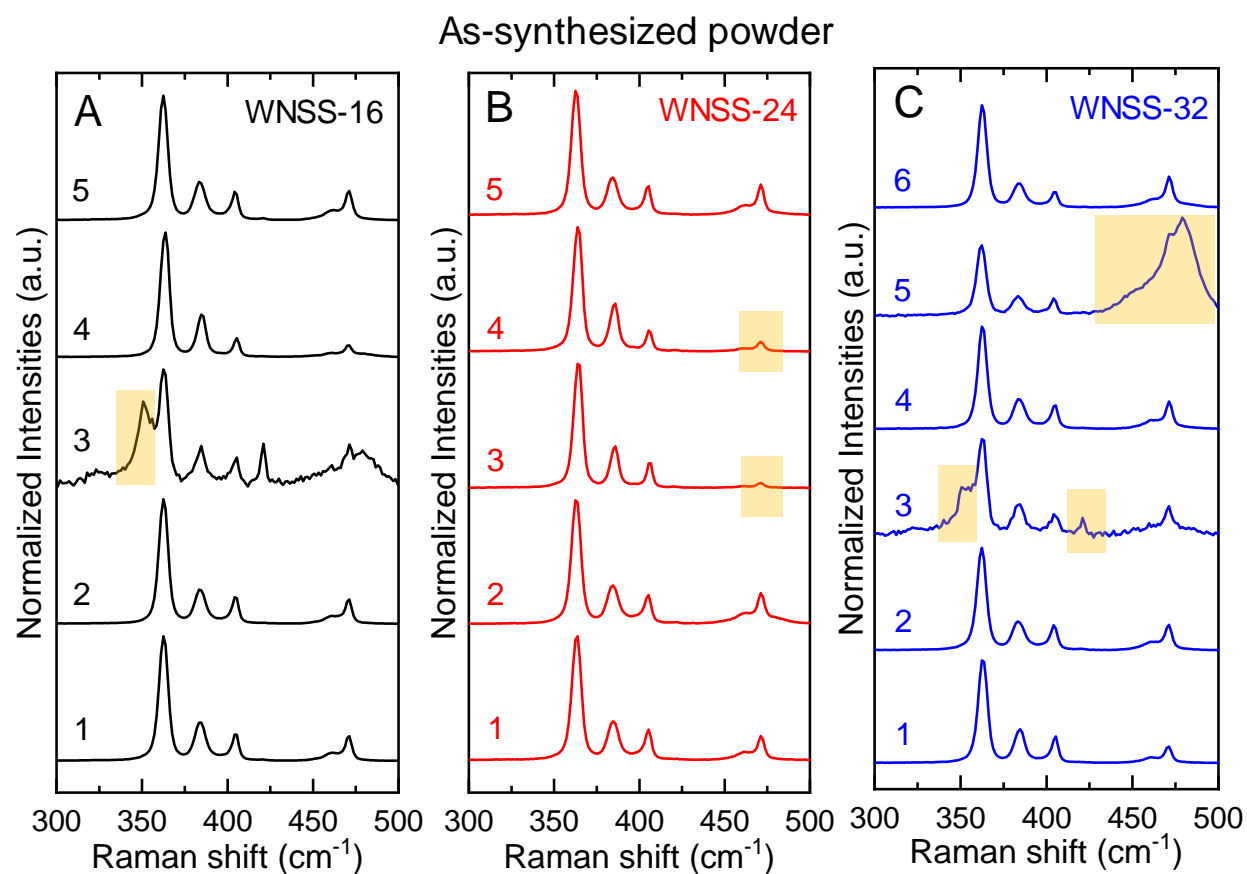 As-synthesized powder
A
WNSS-16
5
4
3
2
1
Normalized Intensities (a.u.)
300 350 400 450 500
Raman shift (cm-1)
B
WNSS-24
5
4
3
2
1
Normalized Intensities (a.u.)
300 350 400 450 500
Raman shift (cm-1)
C
WNSS-32
6
5
4
3
2
1
Normalized Intensities (a.u.)
300 350 400 450 500
Raman shift (cm-1)